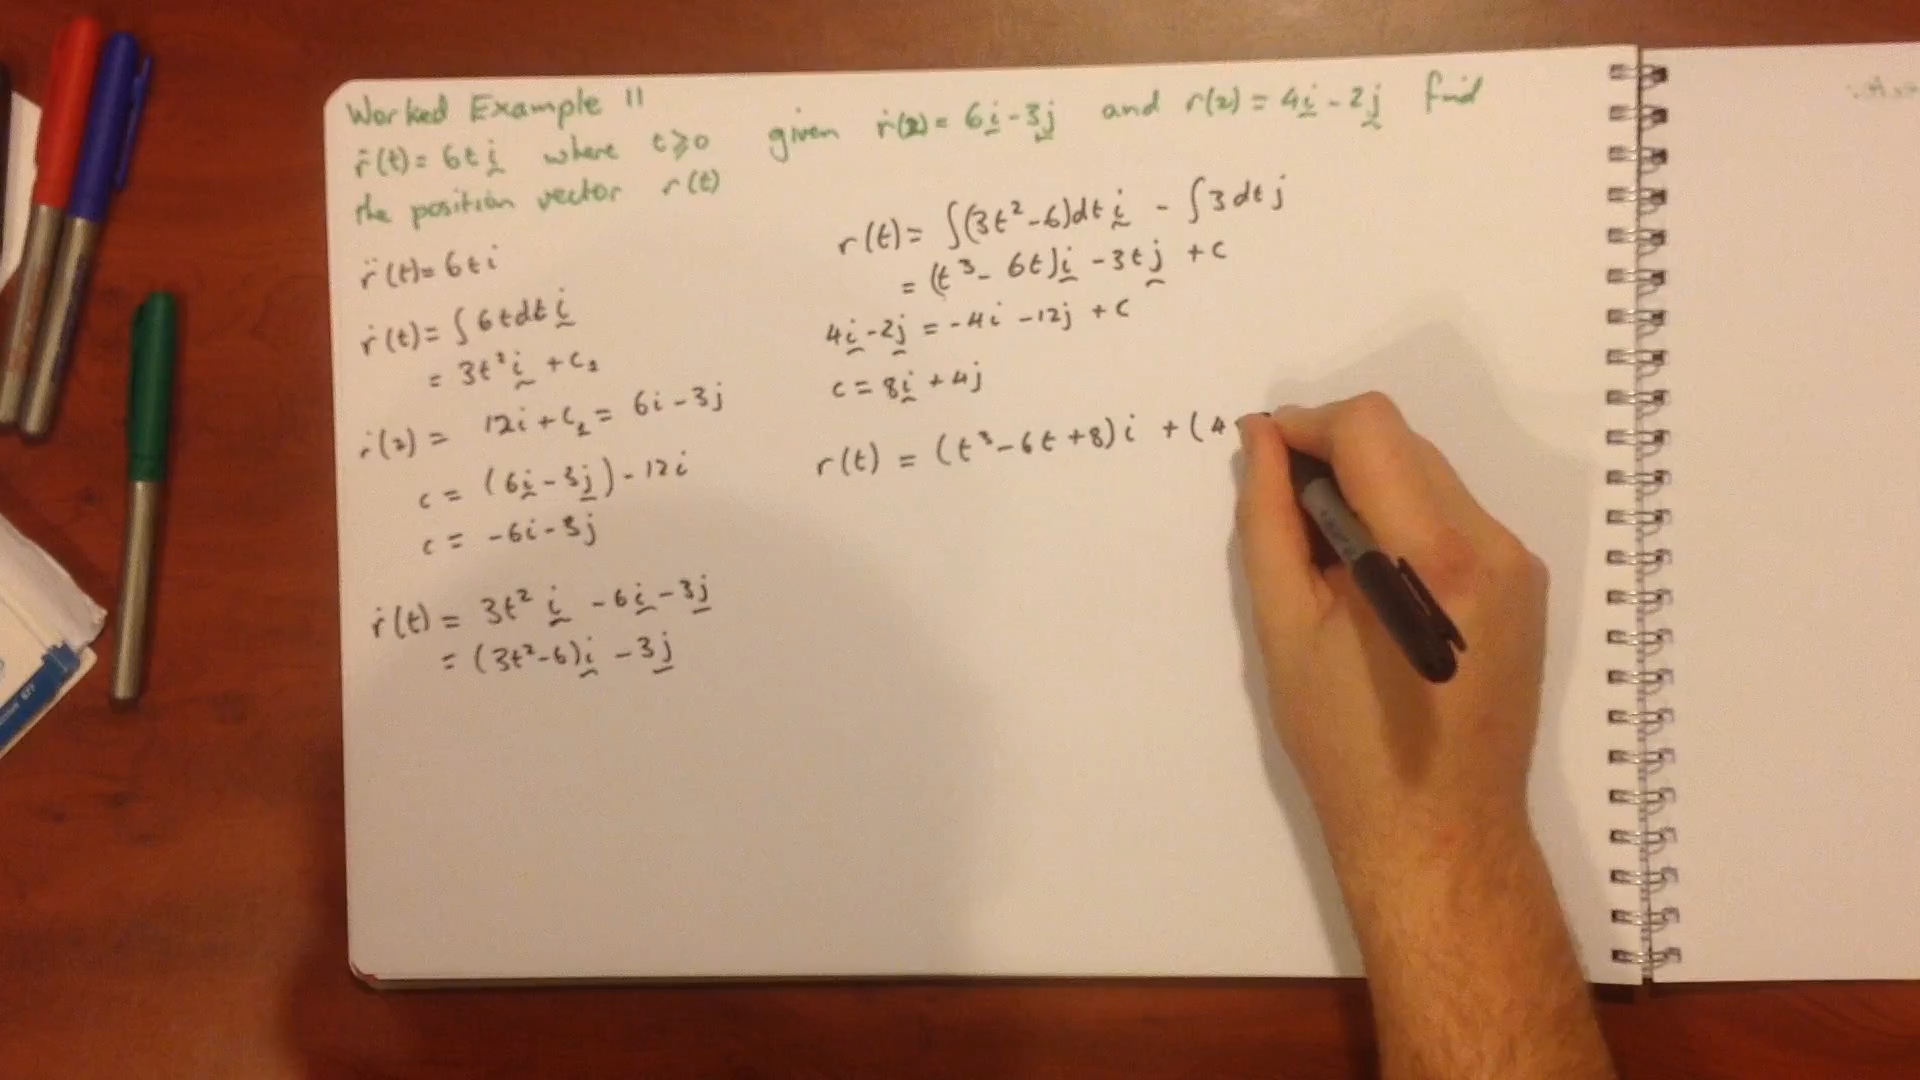 Worked Example 11
r̈(t) = 6t i where t ⩾ 0 given ṙ(2) = 6i - 3j and r(2) = 4i - 2j find
the position vector r(t)
r̈(t) = 6t i
ṙ(t) = ∫ 6t dt i
= 3t² i + c₂
ṙ(2) = 12i + c₂ = 6i - 3j
c = (6i - 3j) - 12i
c = -6i - 3j
ṙ(t) = 3t² i - 6i - 3j
= (3t² - 6)i - 3j
r(t) = ∫(3t² - 6)dt i - ∫3 dt j
= (t³ - 6t)i - 3t j + c
4i - 2j = -4i - 12j + c
c = 8i + 4j
r(t) = (t³ - 6t + 8)i + (4